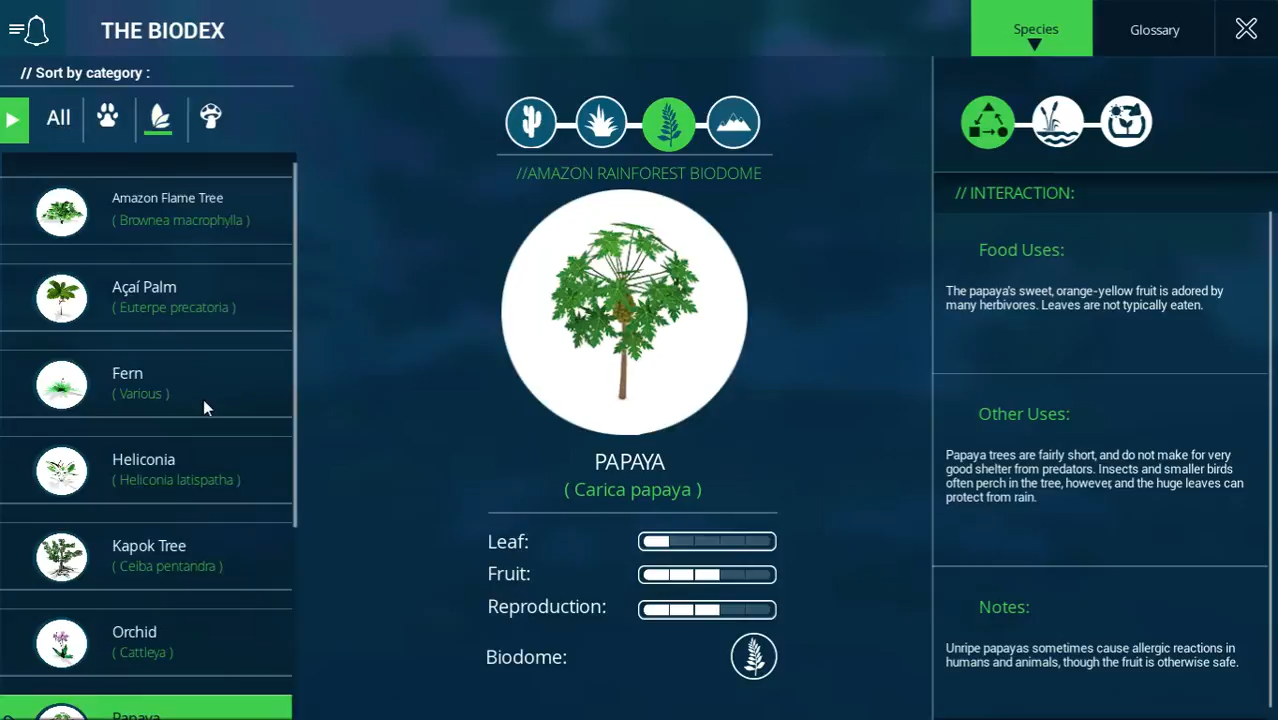 THE BIODEX
Species
Glossary
// Sort by category :
All
Amazon Flame Tree
( Brownea macrophylla )
Açaí Palm
( Euterpe precatoria )
Fern
( Various )
Heliconia
( Heliconia latispatha )
Kapok Tree
( Ceiba pentandra )
Orchid
( Cattleya )
Papaya
//AMAZON RAINFOREST BIODOME
PAPAYA
( Carica papaya )
Leaf:
Fruit:
Reproduction:
Biodome:
// INTERACTION:
Food Uses:
The papaya's sweet, orange-yellow fruit is adored by
many herbivores. Leaves are not typically eaten.
Other Uses:
Papaya trees are fairly short, and do not make for very
good shelter from predators. Insects and smaller birds
often perch in the tree, however, and the huge leaves can
protect from rain.
Notes:
Unripe papayas sometimes cause allergic reactions in
humans and animals, though the fruit is otherwise safe.